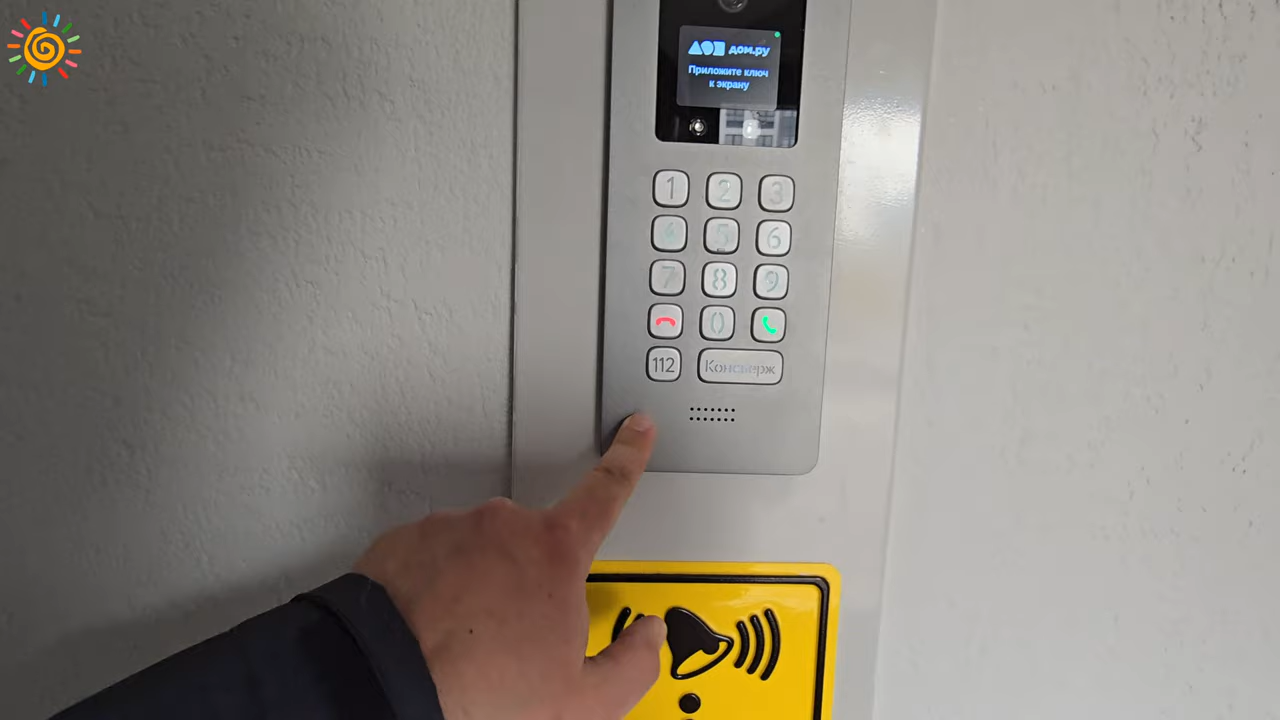 дом.ру
Приложите ключ
к экрану
1 2 3
4 5 6
7 8 9
0
112 Консьерж